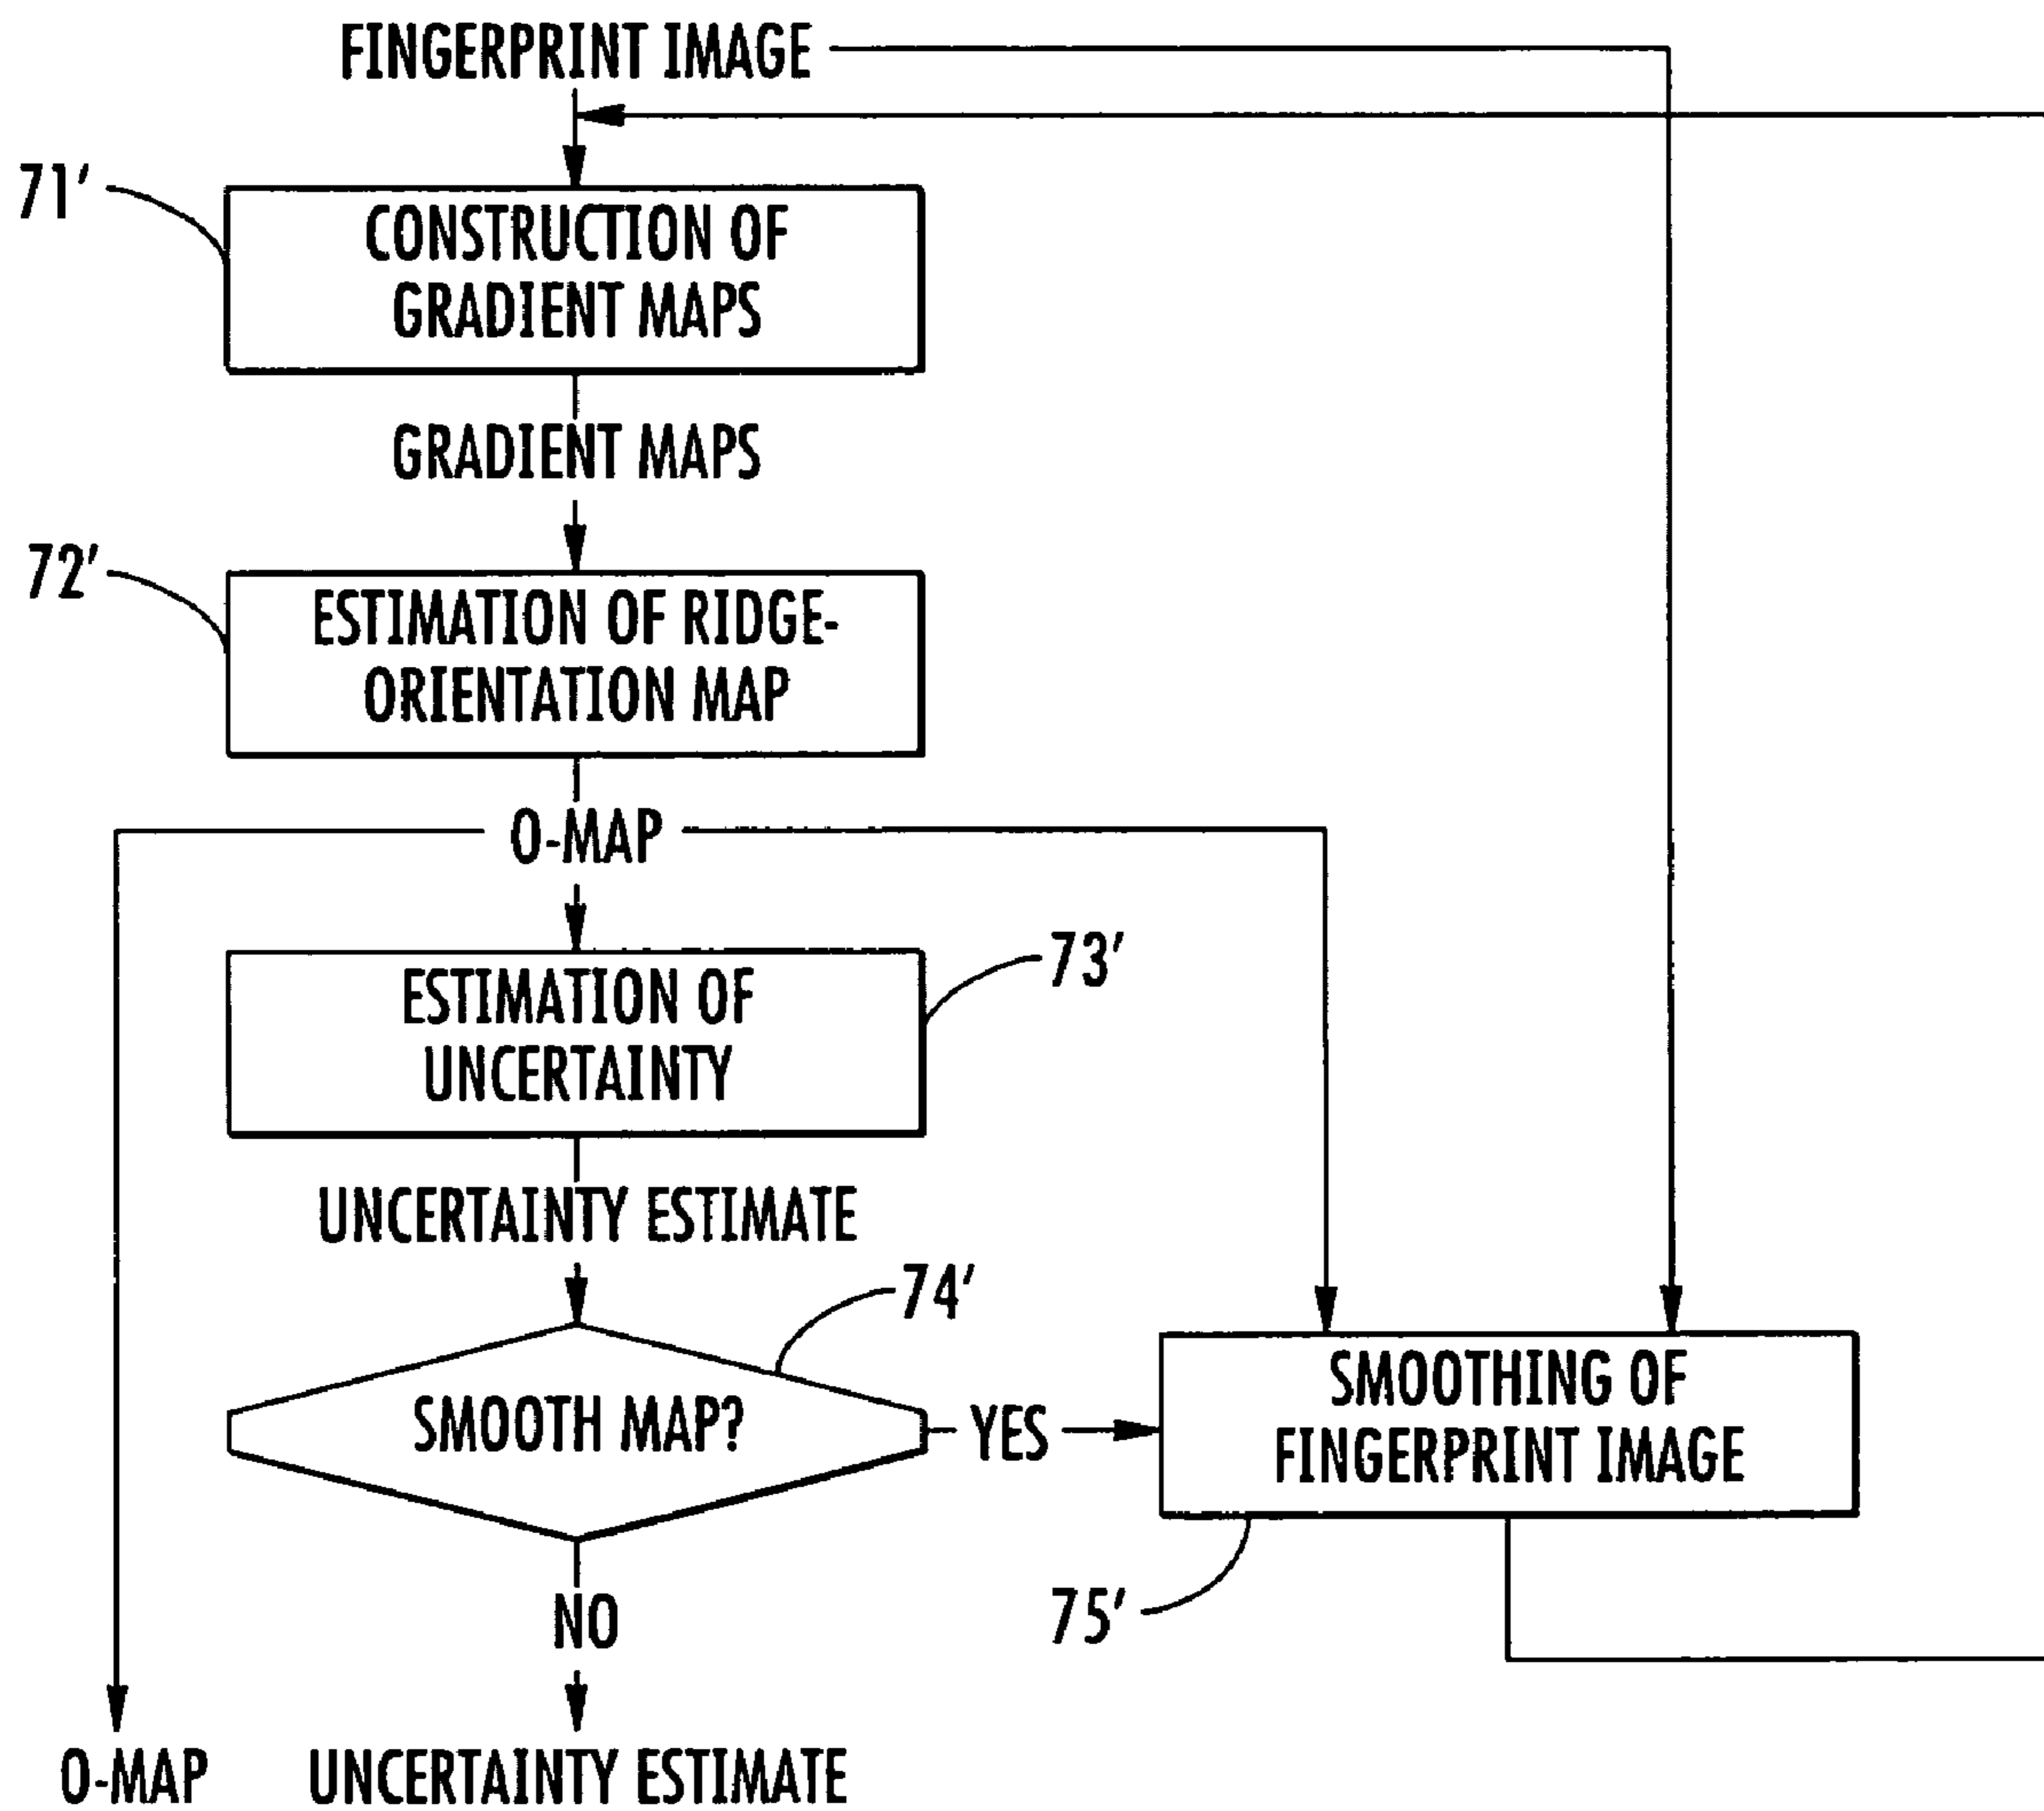 FINGERPRINT IMAGE
71'
CONSTRUCTION OF
GRADIENT MAPS
GRADIENT MAPS
72'
ESTIMATION OF RIDGE-
ORIENTATION MAP
O-MAP
73'
ESTIMATION OF
UNCERTAINTY
UNCERTAINTY ESTIMATE
74'
SMOOTH MAP?
YES
SMOOTHING OF
FINGERPRINT IMAGE
75'
NO
O-MAP
UNCERTAINTY ESTIMATE